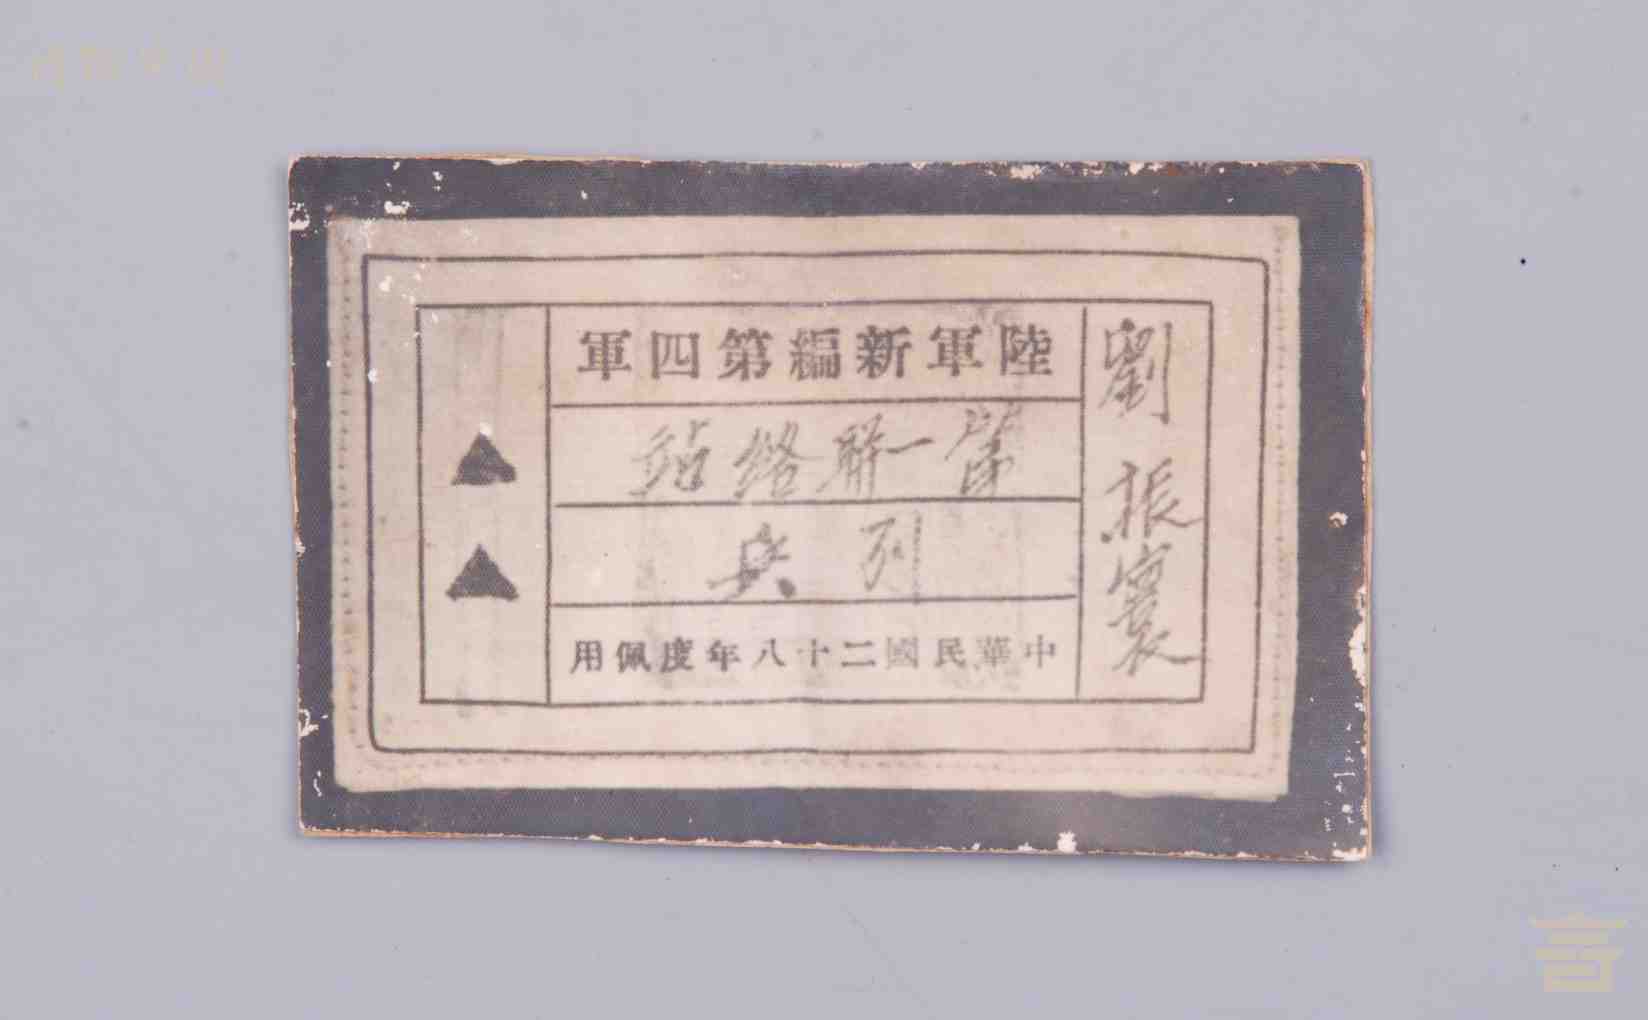 劉振寰
陸軍新編第四軍
第一聯絡站
列兵
中華民國二十八年度佩用